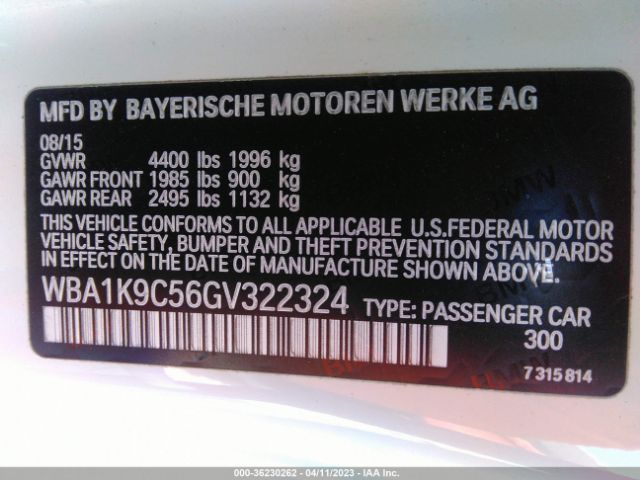 MFD BY BAYERISCHE MOTOREN WERKE AG
08/15
GVWR 4400 lbs 1996 kg
GAWR FRONT 1985 lbs 900 kg
GAWR REAR 2495 lbs 1132 kg
THIS VEHICLE CONFORMS TO ALL APPLICABLE U.S.FEDERAL MOTOR
VEHICLE SAFETY, BUMPER AND THEFT PREVENTION STANDARDS
IN EFFECT ON THE DATE OF MANUFACTURE SHOWN ABOVE.
WBA1K9C56GV322324 TYPE: PASSENGER CAR
300
7 315 814
000-36230262 - 04/11/2023 - IAA Inc.